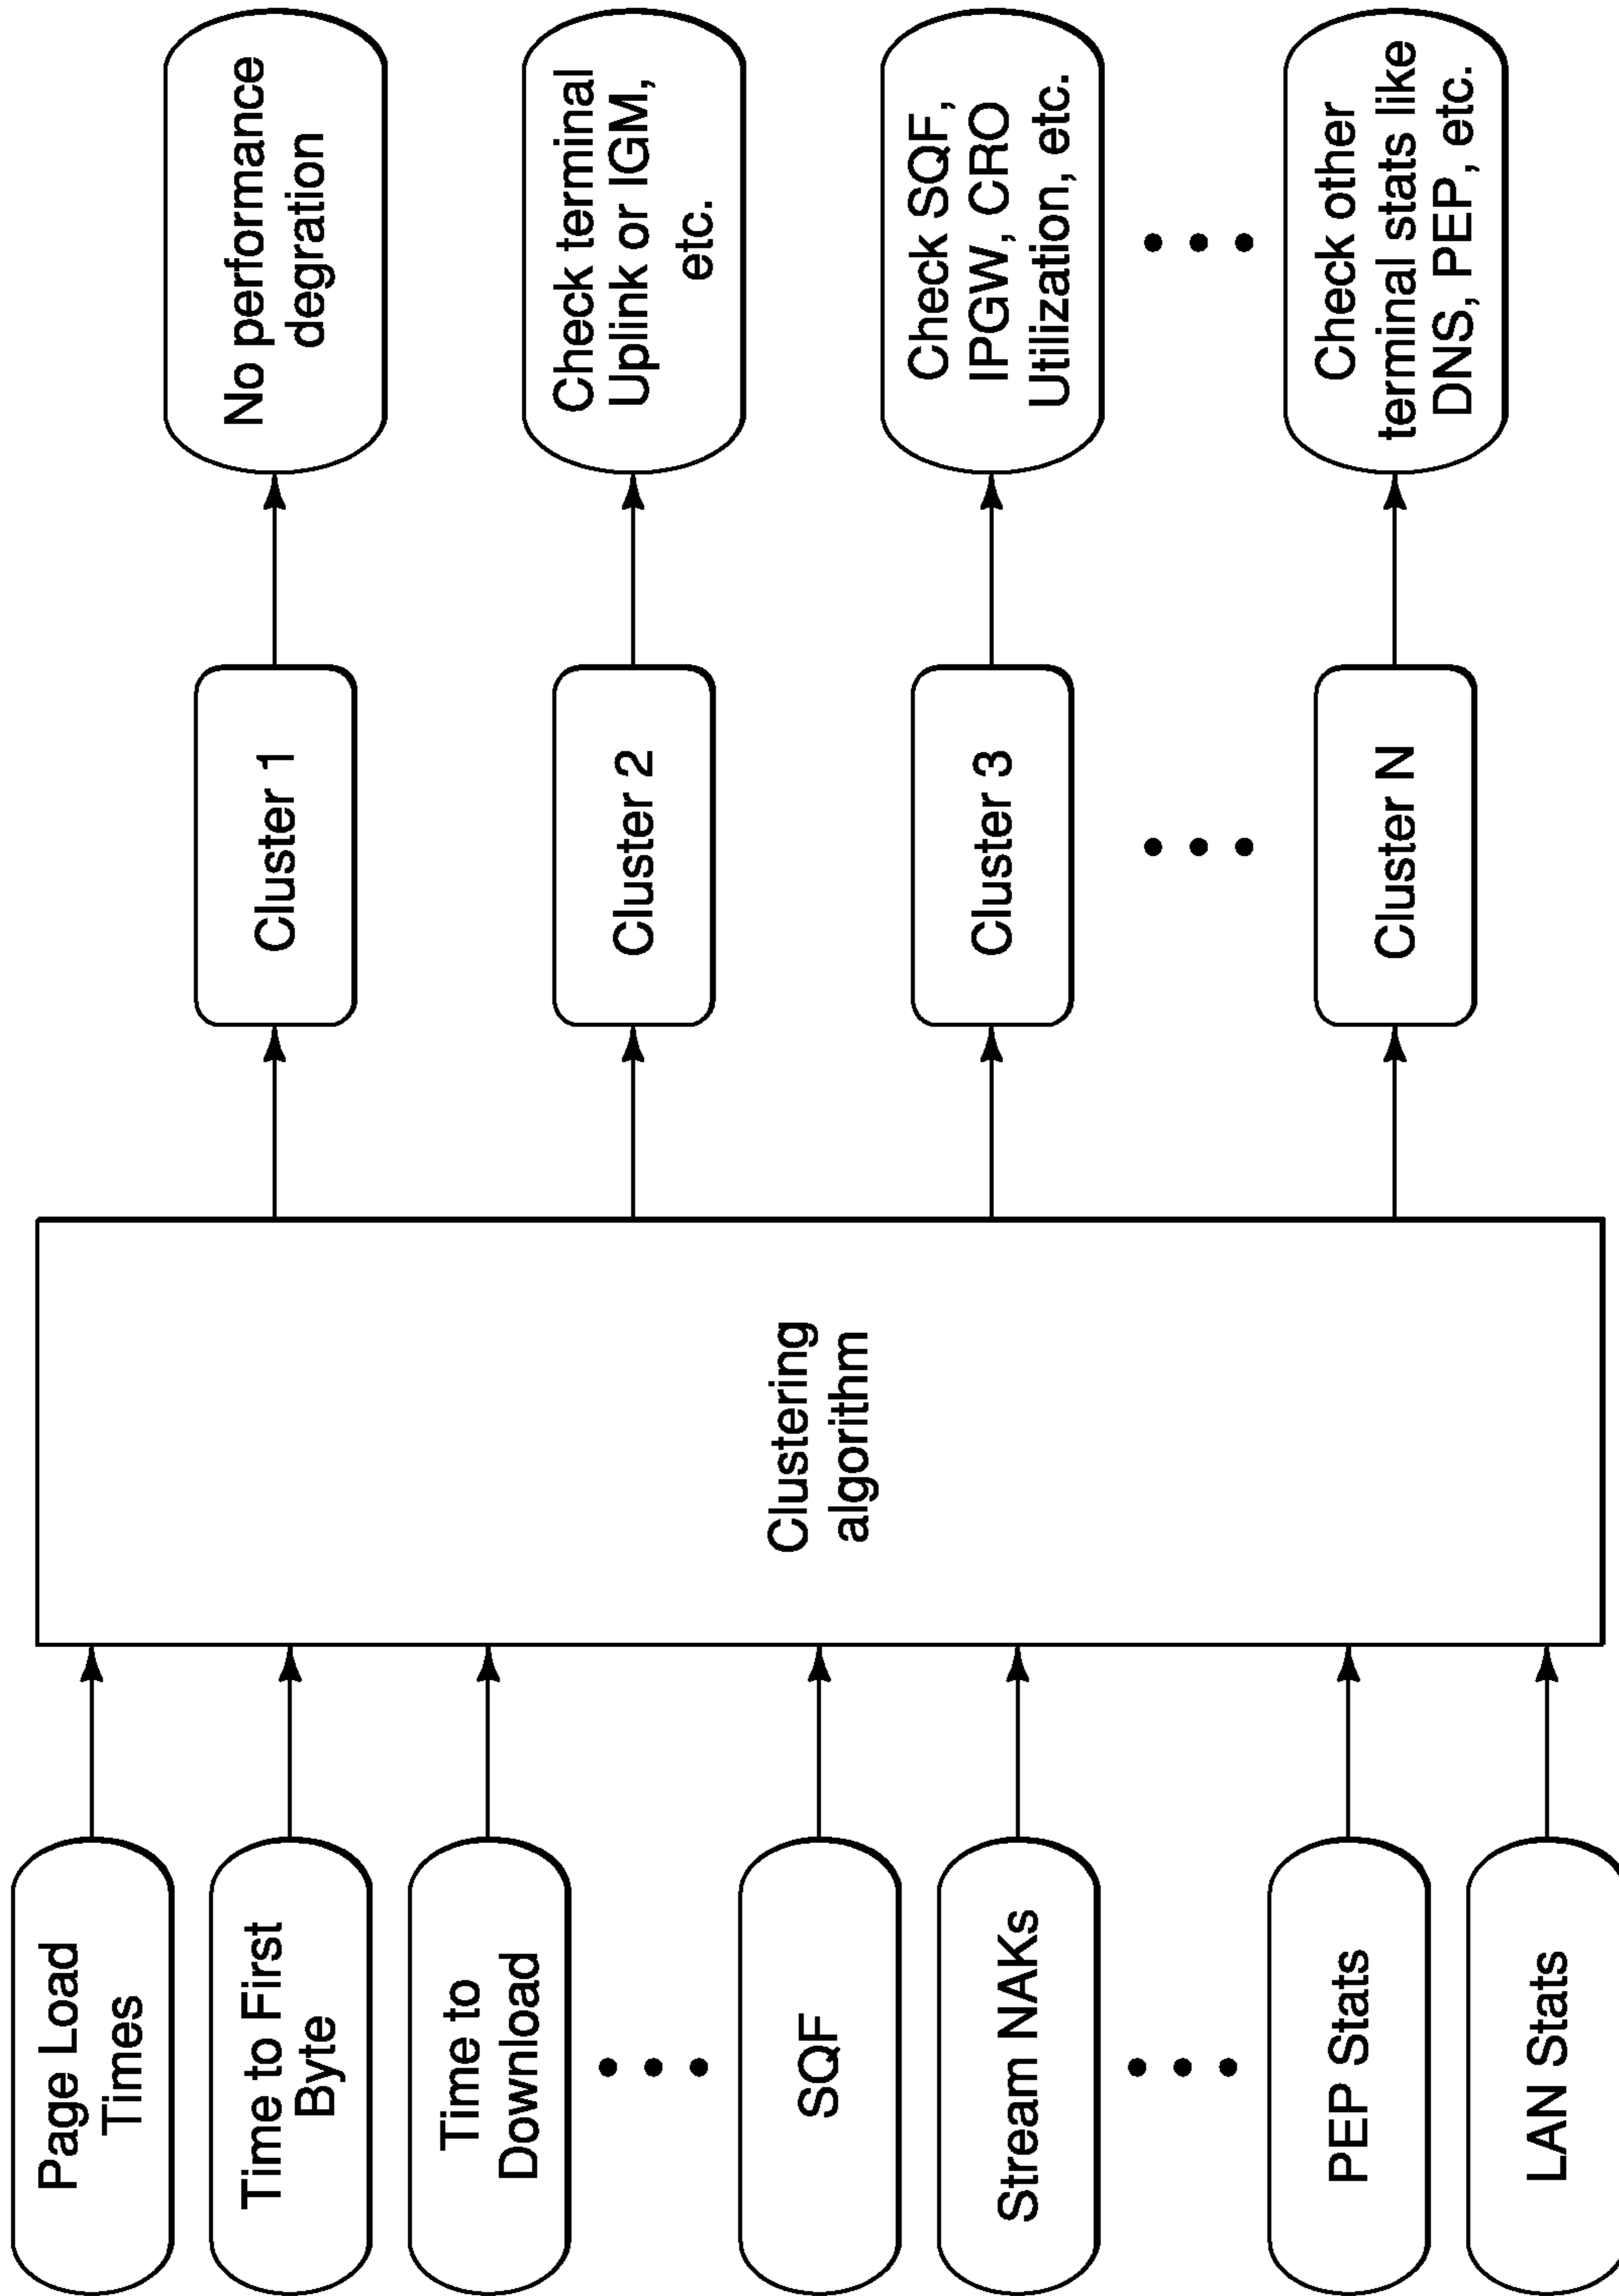 Page Load
Times
Time to First
Byte
Time to
Download
SQF
Stream NAKs
PEP Stats
LAN Stats
Clustering
algorithm
Cluster 1
Cluster 2
Cluster 3
Cluster N
No performance
degration
Check terminal
Uplink or IGM,
etc.
Check SQF,
IPGW, CRO
Utilization, etc.
Check other
terminal stats like
DNS, PEP, etc.